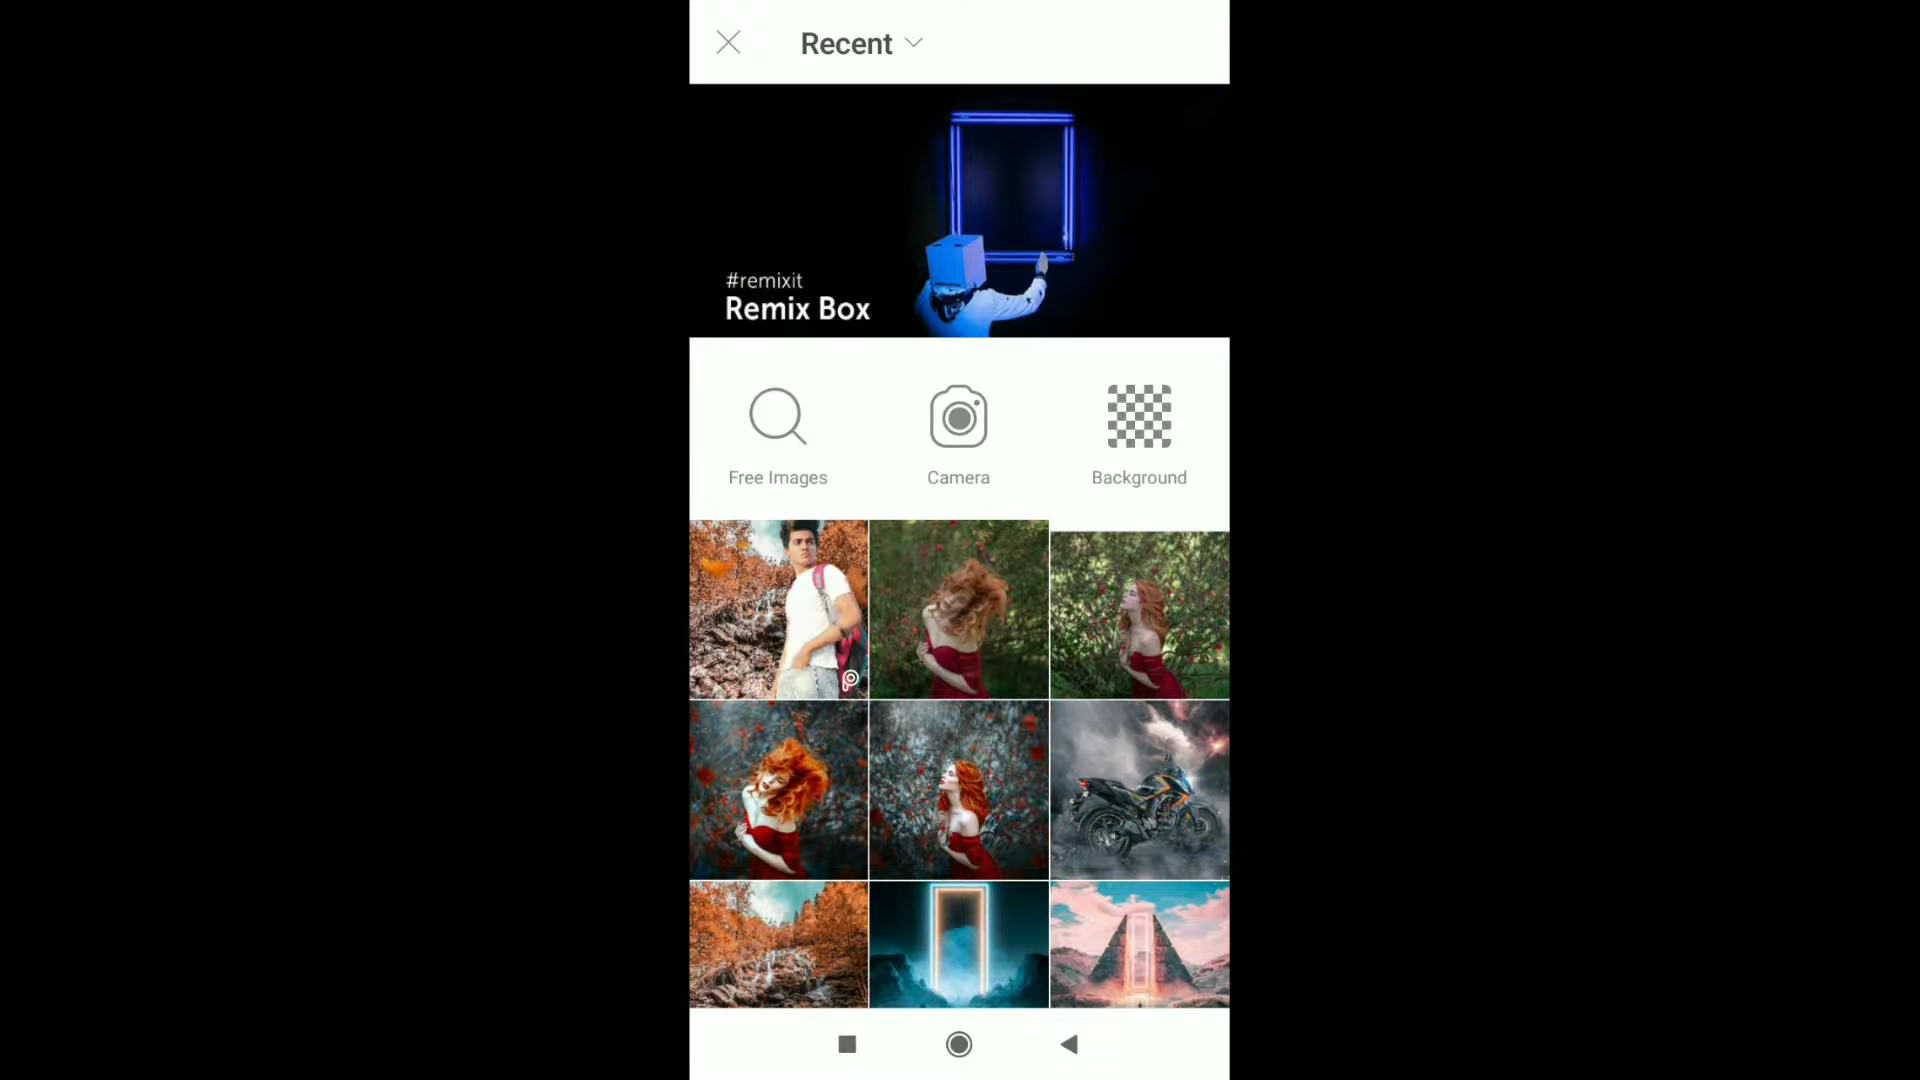 Recent
#remixit
Remix Box
Free Images
Camera
Background